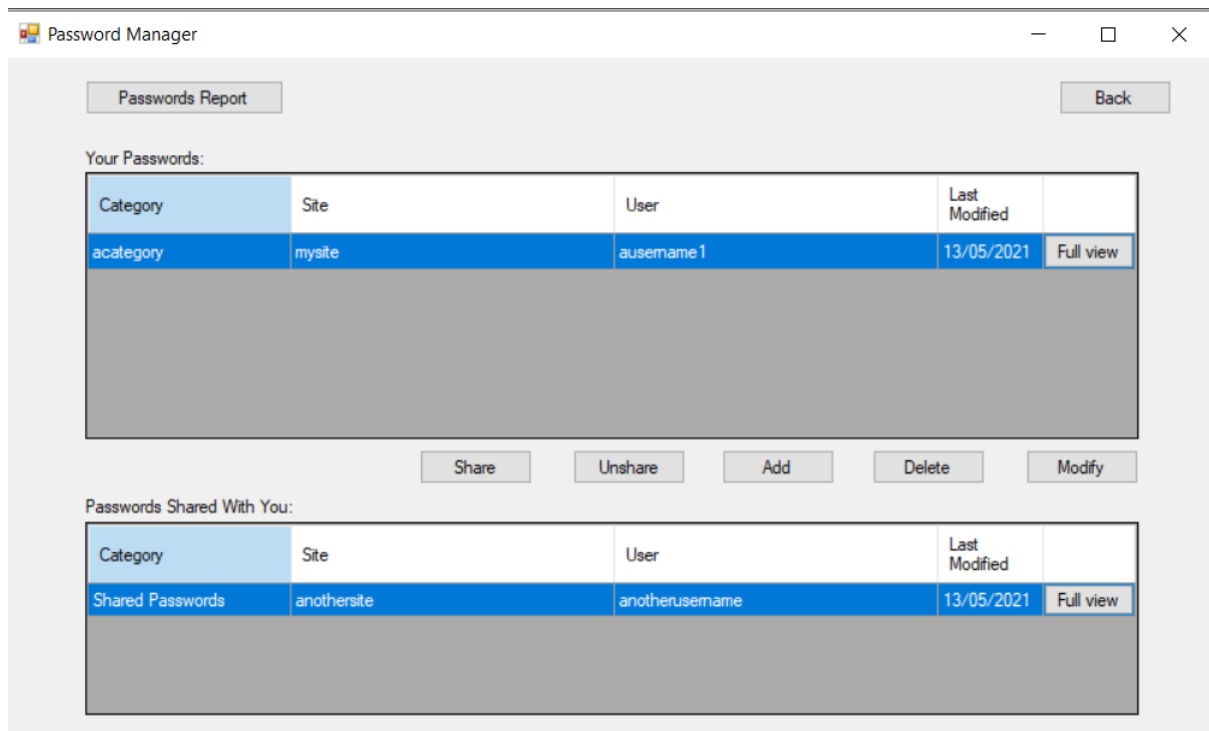 Password Manager
Passwords Report Back
Your Passwords:
Category Site User Last Modified
acategory mysite ausername1 13/05/2021 Full view
Share Unshare Add Delete Modify
Passwords Shared With You:
Category Site User Last Modified
Shared Passwords anothersite anotherusername 13/05/2021 Full view